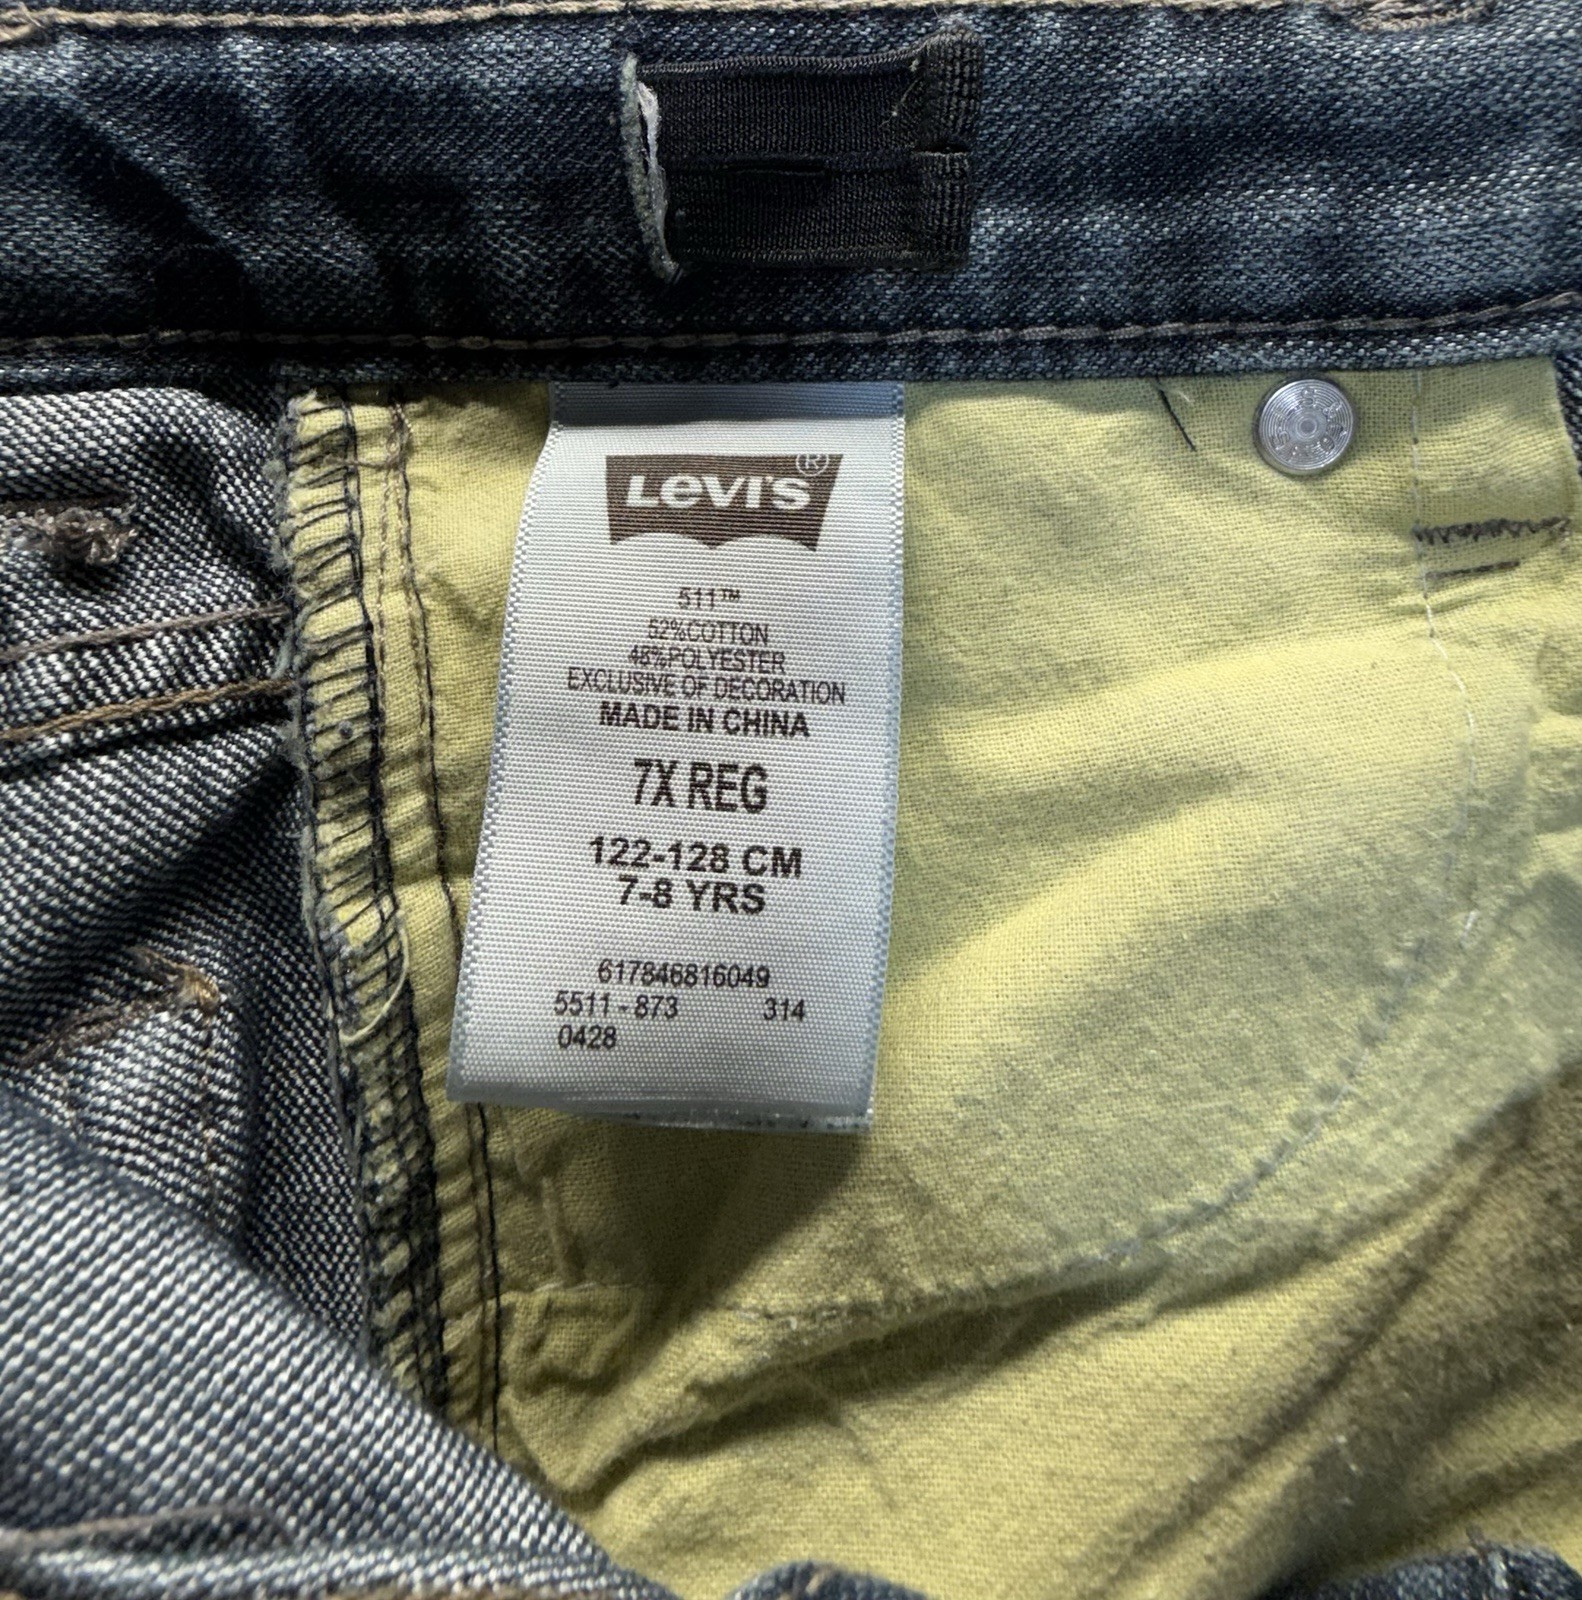 LEVI'S®
511™
52%COTTON
48%POLYESTER
EXCLUSIVE OF DECORATION
MADE IN CHINA
7X REG
122-128 CM
7-8 YRS
617846816049
5511 - 873 314
0428